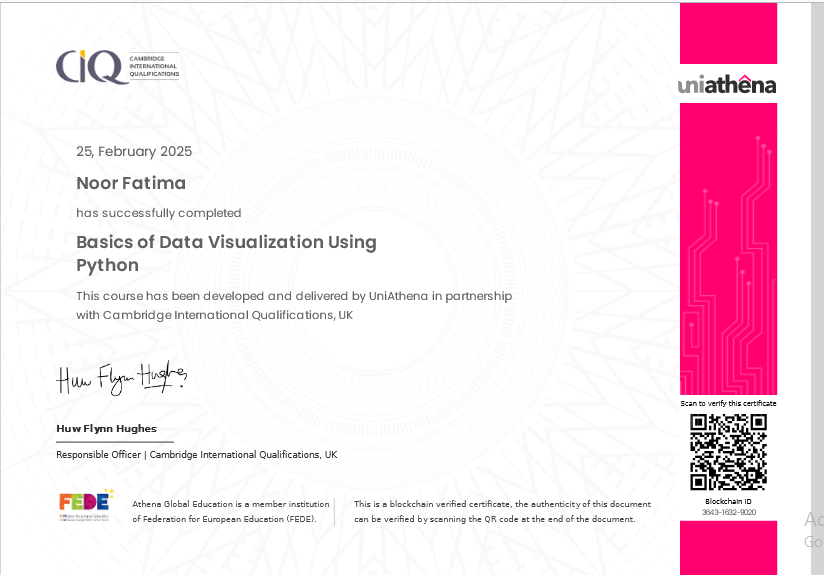 CIQ
CAMBRIDGE
INTERNATIONAL
QUALIFICATIONS
uniathena
25, February 2025
Noor Fatima
has successfully completed
Basics of Data Visualization Using
Python
This course has been developed and delivered by UniAthena in partnership
with Cambridge International Qualifications, UK
Huw Flynn Hughes
Huw Flynn Hughes
Responsible Officer | Cambridge International Qualifications, UK
Scan to verify this certificate
Blockchain ID
3643-1632-9020
FEDE
Athena Global Education is a member institution
of Federation for European Education (FEDE).
This is a blockchain verified certificate, the authenticity of this document
can be verified by scanning the QR code at the end of the document.